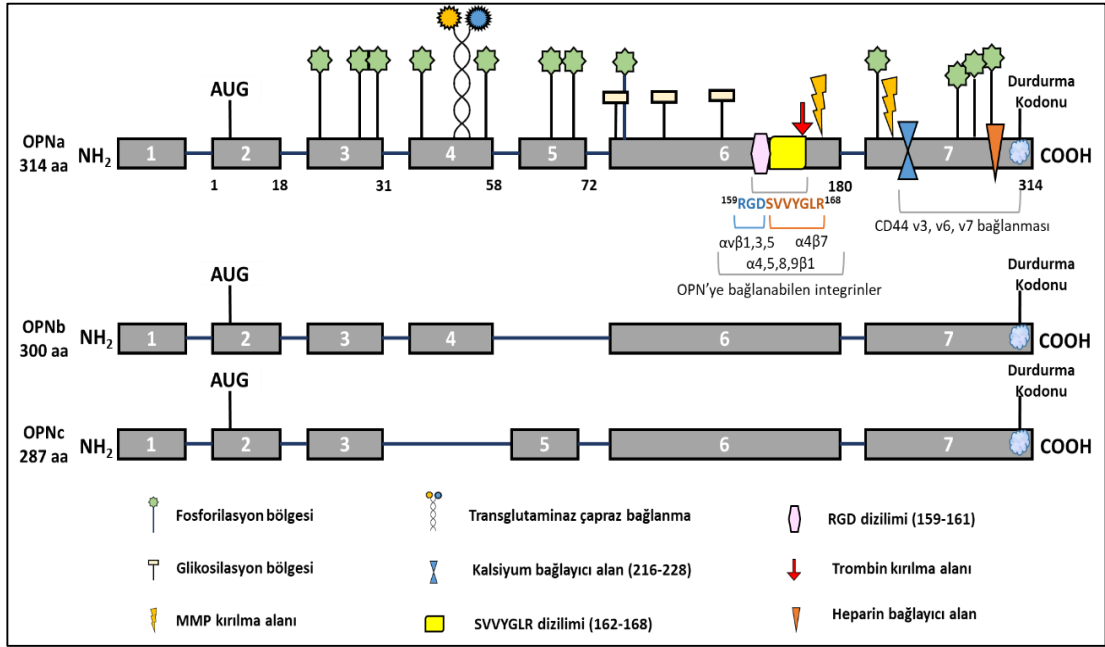 AUG
Durdurma
Kodonu
OPNa
314 aa
NH2
1
2
3
4
5
6
7
COOH
1
18
31
58
72
180
314
¹⁵⁹RGDSVVYGLR¹⁶⁸
CD44 v3, v6, v7 bağlanması
αvβ1,3,5
α4β7
α4,5,8,9β1
OPN'ye bağlanabilen integrinler
AUG
Durdurma
Kodonu
OPNb
300 aa
NH2
1
2
3
4
6
7
COOH
AUG
Durdurma
Kodonu
OPNc
287 aa
NH2
1
2
3
5
6
7
COOH
Fosforilasyon bölgesi
Transglutaminaz çapraz bağlanma
RGD dizilimi (159-161)
Glikosilasyon bölgesi
Kalsiyum bağlayıcı alan (216-228)
Trombin kırılma alanı
MMP kırılma alanı
SVVYGLR dizilimi (162-168)
Heparin bağlayıcı alan